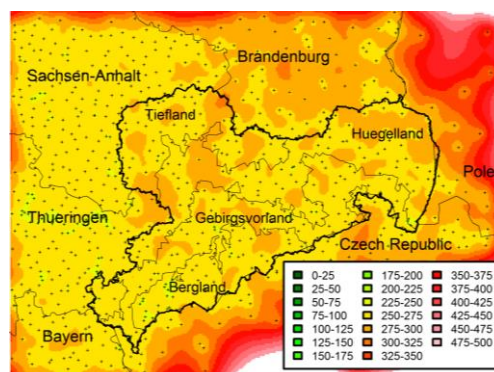 Brandenburg
Sachsen-Anhalt
Tiefland
Huegelland
Pole
Thueringen
Gebirgsvorland
Czech Republic
Bergland
Bayern
0-25
25-50
50-75
75-100
100-125
125-150
150-175
175-200
200-225
225-250
250-275
275-300
300-325
325-350
350-375
375-400
400-425
425-450
450-475
475-500